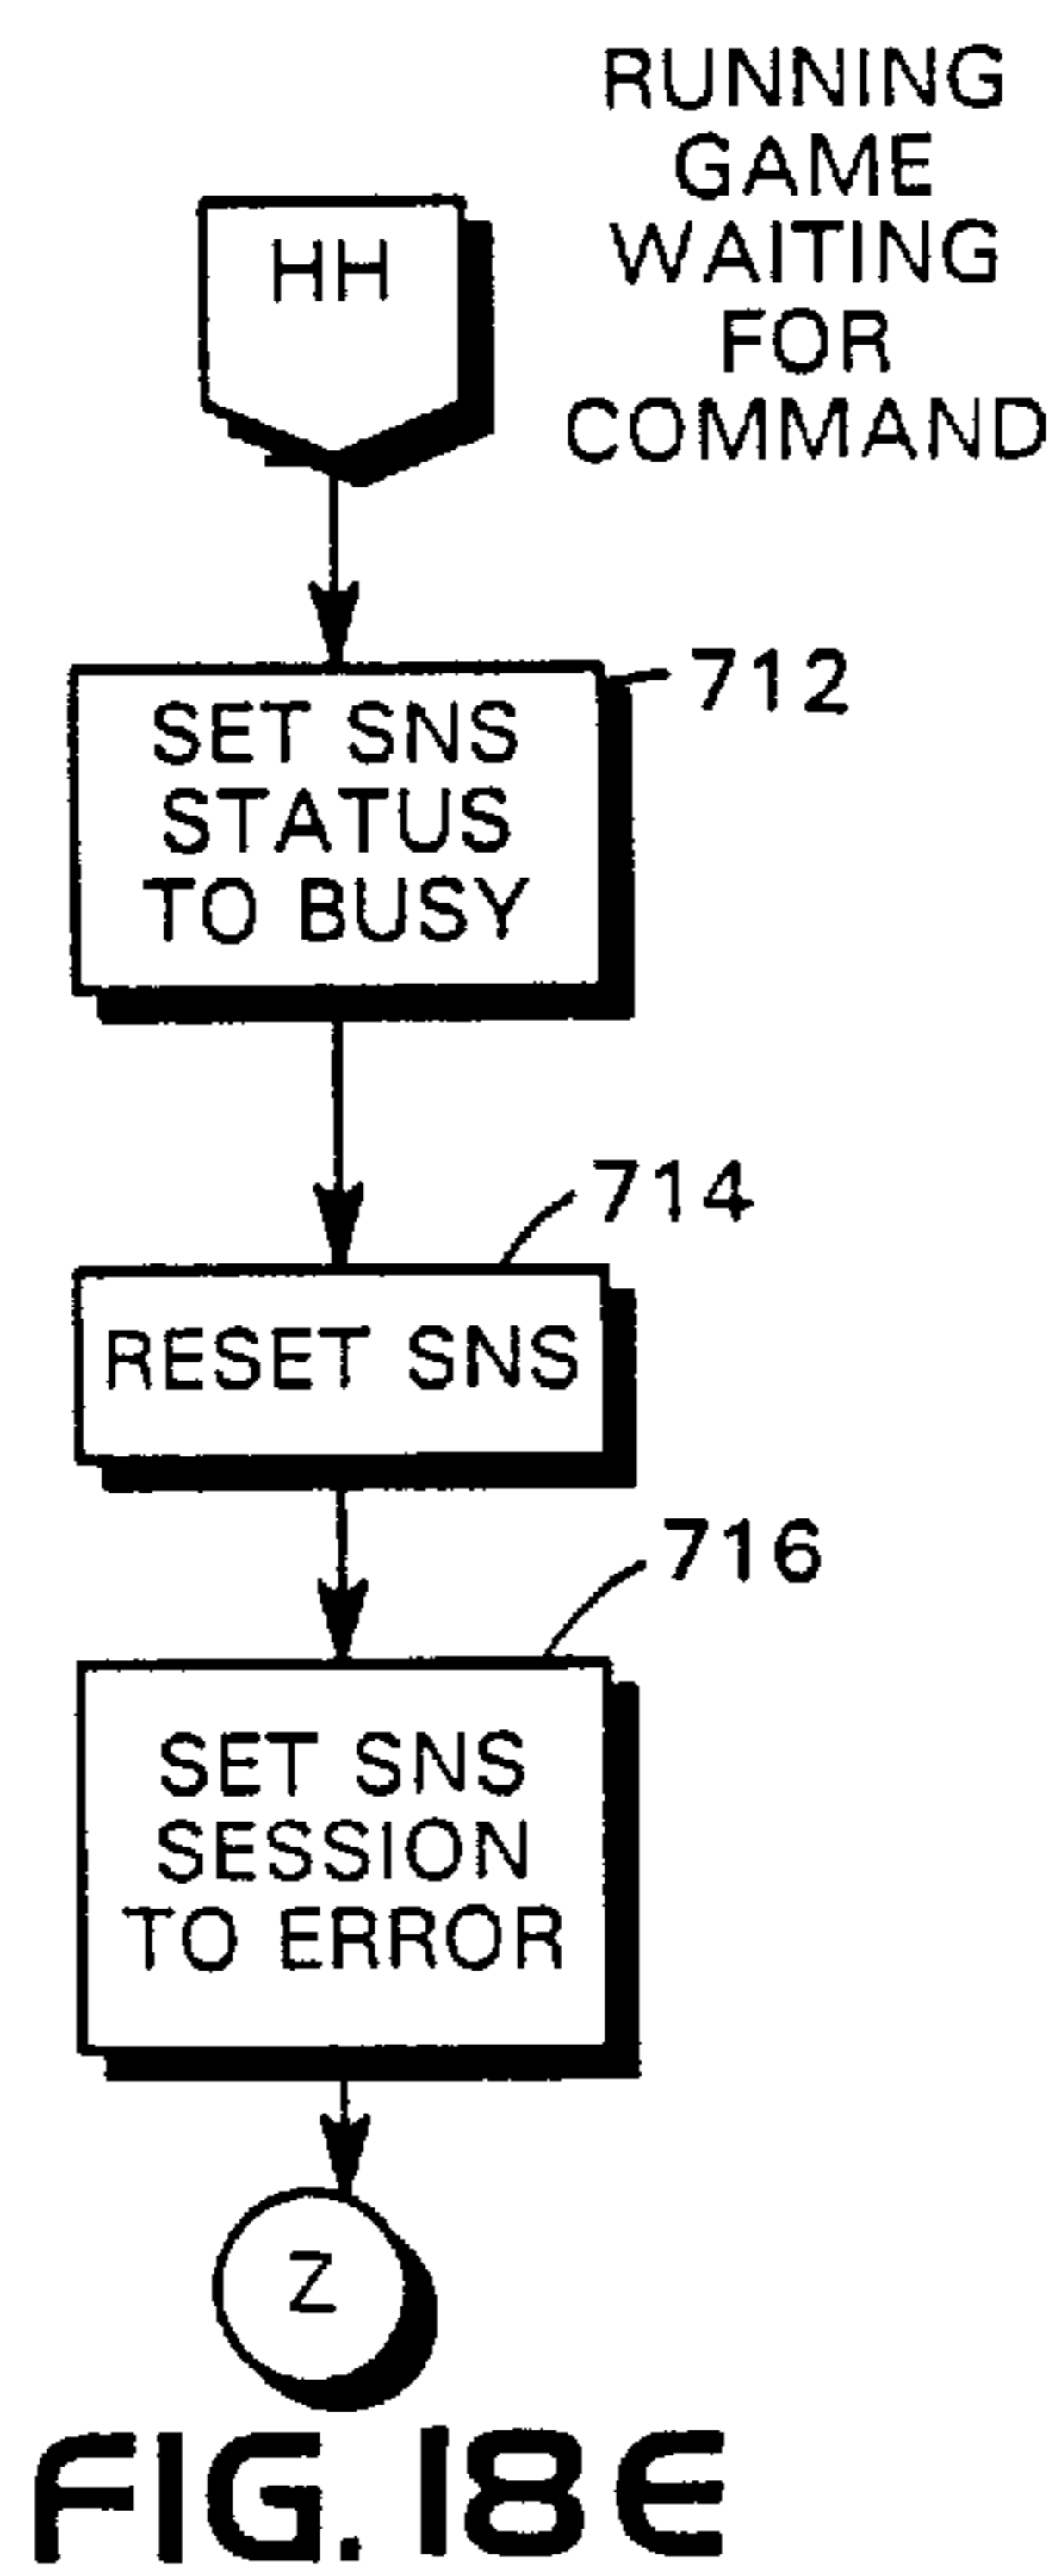 RUNNING
GAME
WAITING
FOR
COMMAND
HH
712
SET SNS
STATUS
TO BUSY
714
RESET SNS
716
SET SNS
SESSION
TO ERROR
Z
FIG. 18E